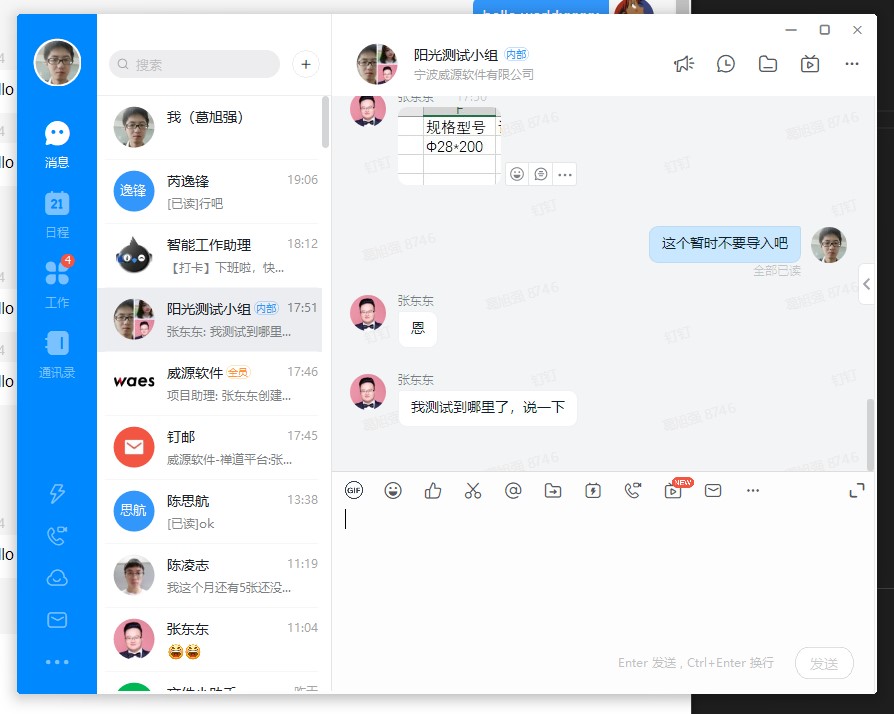 hello worldnnnnn
消息
21
日程
4
工作
通讯录
搜索
我（葛旭强）
逸锋
芮逸锋
19:06
[已读]行吧
智能工作助理
18:12
【打卡】下班啦，快...
阳光测试小组 内部
17:51
张东东: 我测试到哪里...
waes
威源软件 全员
17:46
项目助理: 张东东创建...
钉邮
17:45
威源软件-禅道平台:张...
思航
陈思航
13:38
[已读]ok
陈凌志
11:19
我这个月还有5张还没...
张东东
11:04
阳光测试小组 内部
宁波威源软件有限公司
张东东 17:50
F
规格型号
Φ28*200
这个暂时不要导入吧
全部已读
张东东
恩
张东东
我测试到哪里了，说一下
葛旭强 8746
钉钉
GIF
NEW
Enter 发送 , Ctrl+Enter 换行
发送